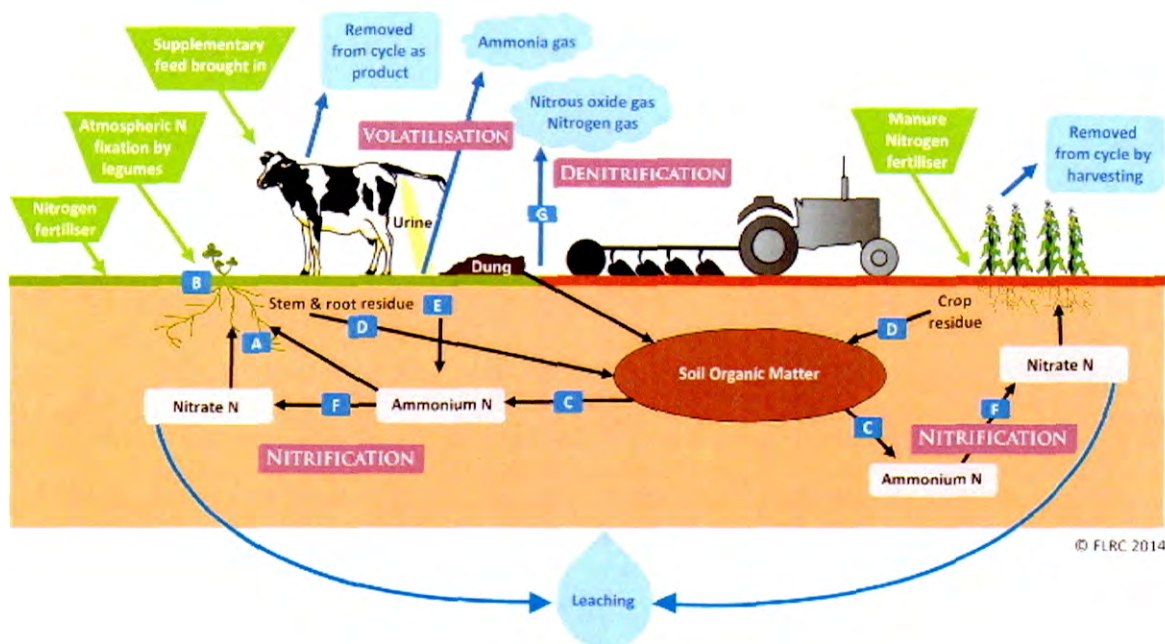 Supplementary
feed brought in
Removed
from cycle as
product
Ammonia gas
Nitrous oxide gas
Nitrogen gas
Atmospheric N
fixation by
legumes
VOLATILISATION
DENITRIFICATION
Manure
Nitrogen
fertiliser
Removed
from cycle by
harvesting
Nitrogen
fertiliser
Urine
G
Dung
B
Stem & root residue
E
Crop
residue
D
D
A
Soil Organic Matter
Nitrate N
Nitrate N
F
Ammonium N
C
F
C
NITRIFICATION
NITRIFICATION
Ammonium N
© FLRC 2014
Leaching